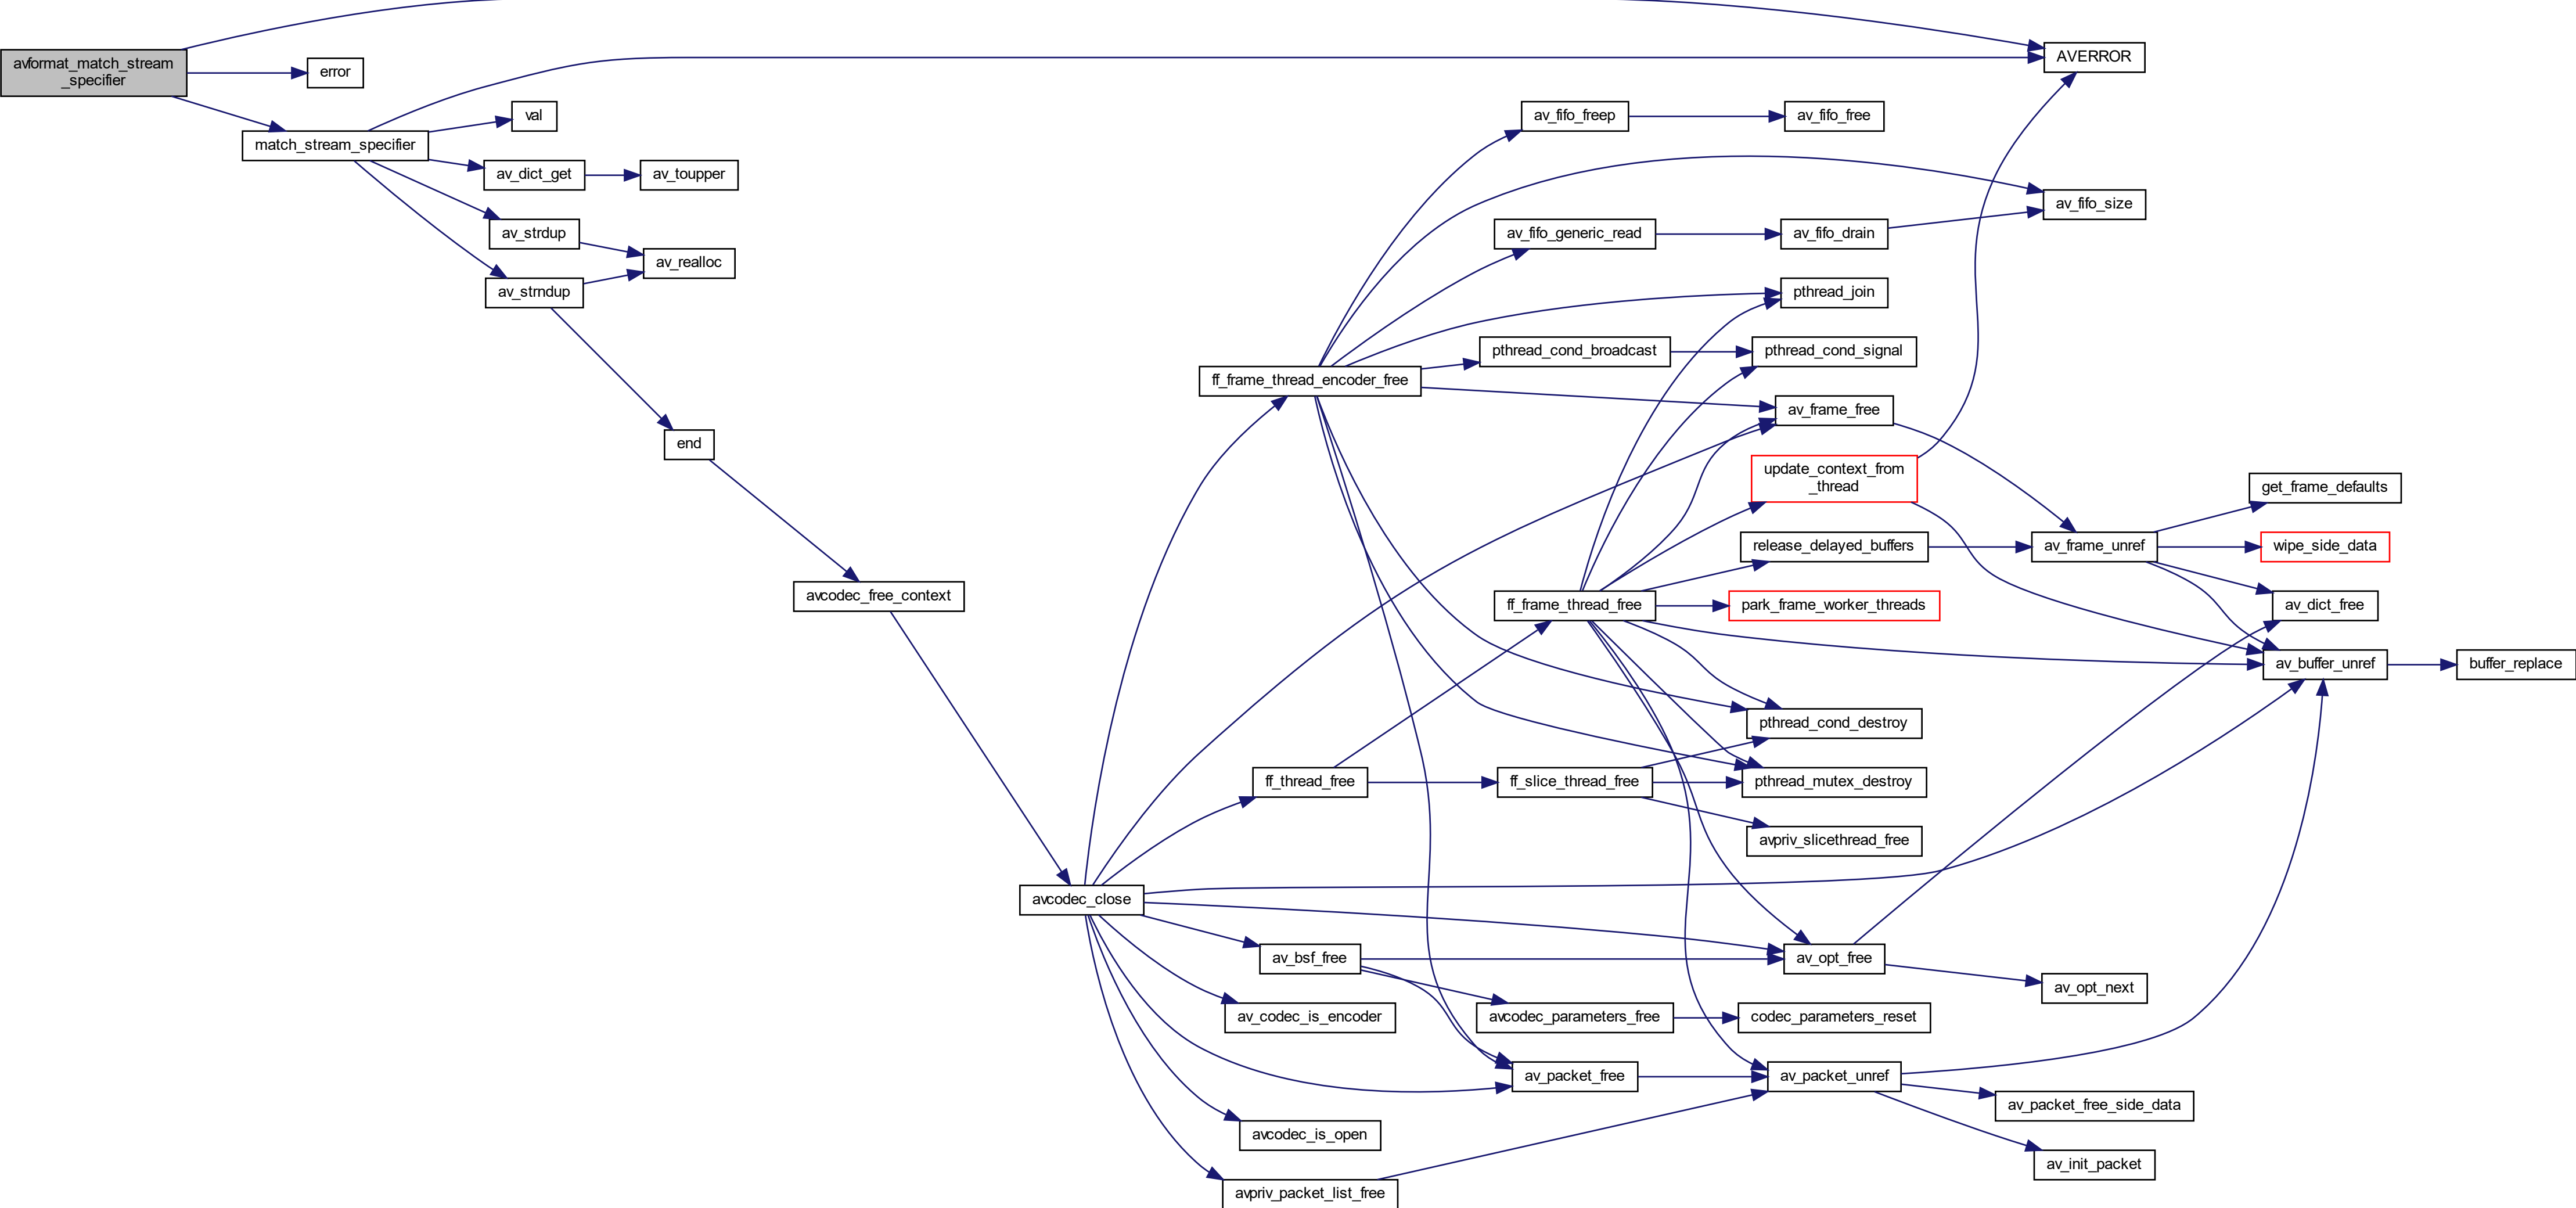 avformat_match_stream
_specifier
error
AVERROR
match_stream_specifier
val
av_dict_get
av_toupper
av_strdup
av_realloc
av_strndup
end
avcodec_free_context
avcodec_close
ff_frame_thread_encoder_free
av_fifo_freep
av_fifo_free
av_fifo_size
av_fifo_generic_read
av_fifo_drain
pthread_join
pthread_cond_broadcast
pthread_cond_signal
av_frame_free
update_context_from
_thread
get_frame_defaults
release_delayed_buffers
av_frame_unref
wipe_side_data
ff_frame_thread_free
park_frame_worker_threads
av_dict_free
av_buffer_unref
buffer_replace
pthread_cond_destroy
ff_thread_free
ff_slice_thread_free
pthread_mutex_destroy
avpriv_slicethread_free
av_bsf_free
av_opt_free
av_opt_next
av_codec_is_encoder
avcodec_parameters_free
codec_parameters_reset
av_packet_free
av_packet_unref
av_packet_free_side_data
avcodec_is_open
av_init_packet
avpriv_packet_list_free